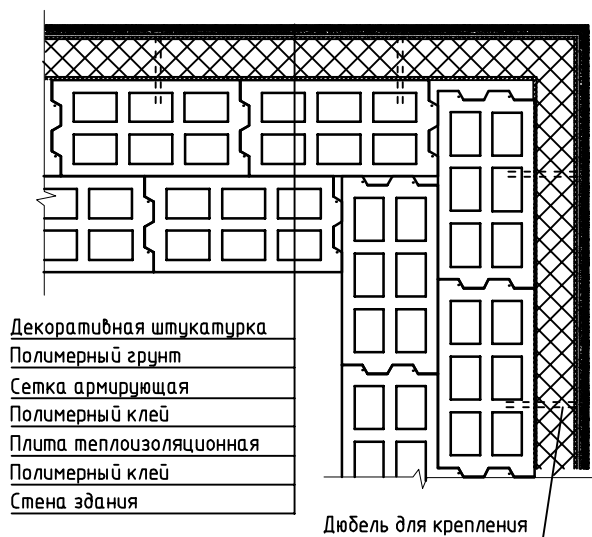 Декоративная штукатурка
Полимерный грунт
Сетка армирующая
Полимерный клей
Плита теплоизоляционная
Полимерный клей
Стена здания
Дюбель для крепления